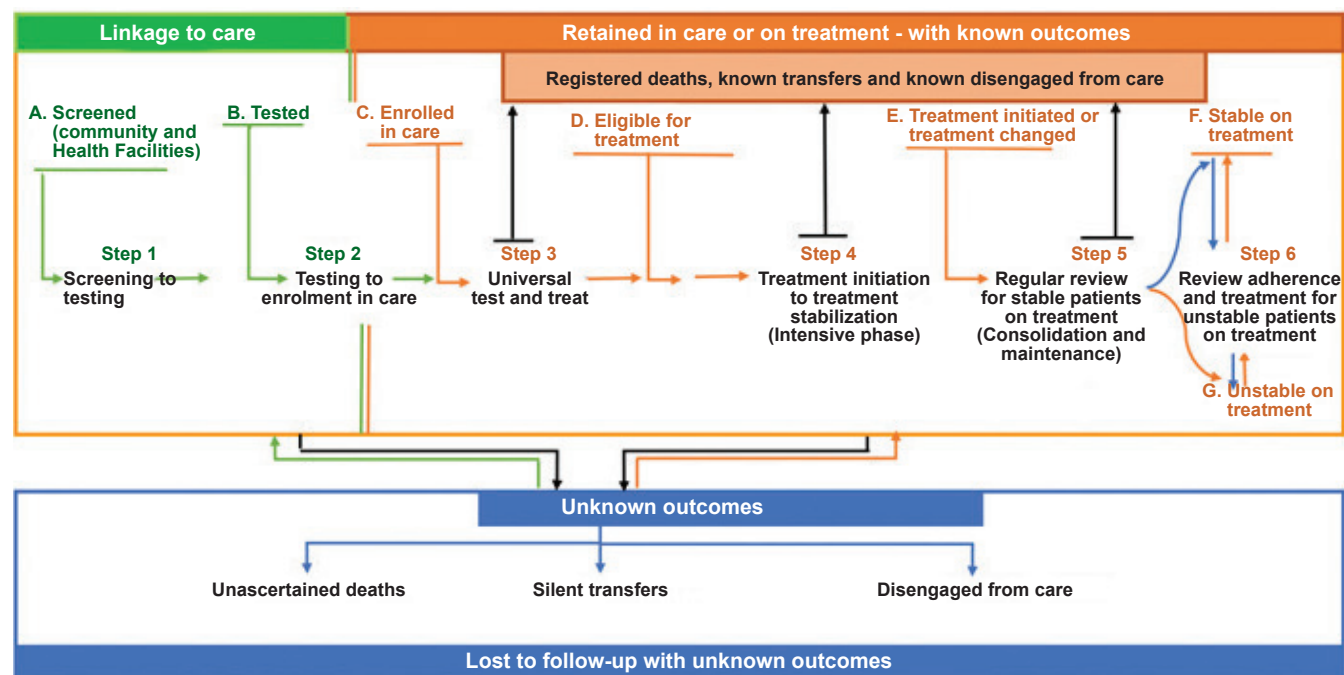 Linkage to care
Retained in care or on treatment - with known outcomes
Registered deaths, known transfers and known disengaged from care
A. Screened
(community and
Health Facilities)
B. Tested
C. Enrolled
in care
D. Eligible for
treatment
E. Treatment initiated or
treatment changed
F. Stable on
treatment
Step 1
Screening to
testing
Step 2
Testing to
enrolment in care
Step 3
Universal
test and treat
Step 4
Treatment initiation
to treatment
stabilization
(Intensive phase)
Step 5
Regular review
for stable patients
on treatment
(Consolidation and
maintenance)
Step 6
Review adherence
and treatment for
unstable patients
on treatment
G. Unstable on
treatment
Unknown outcomes
Unascertained deaths
Silent transfers
Disengaged from care
Lost to follow-up with unknown outcomes